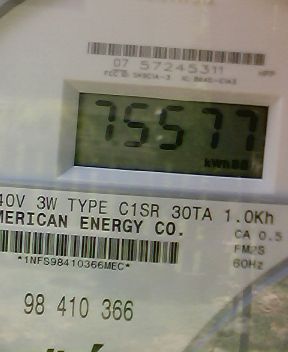 07 57245311
75577
kWh
40V 3W TYPE C1SR 30TA 1.0Kh
MERICAN ENERGY CO.
CA 0.5
FM2S
60Hz
*1NFS98410366MEC*
98 410 366